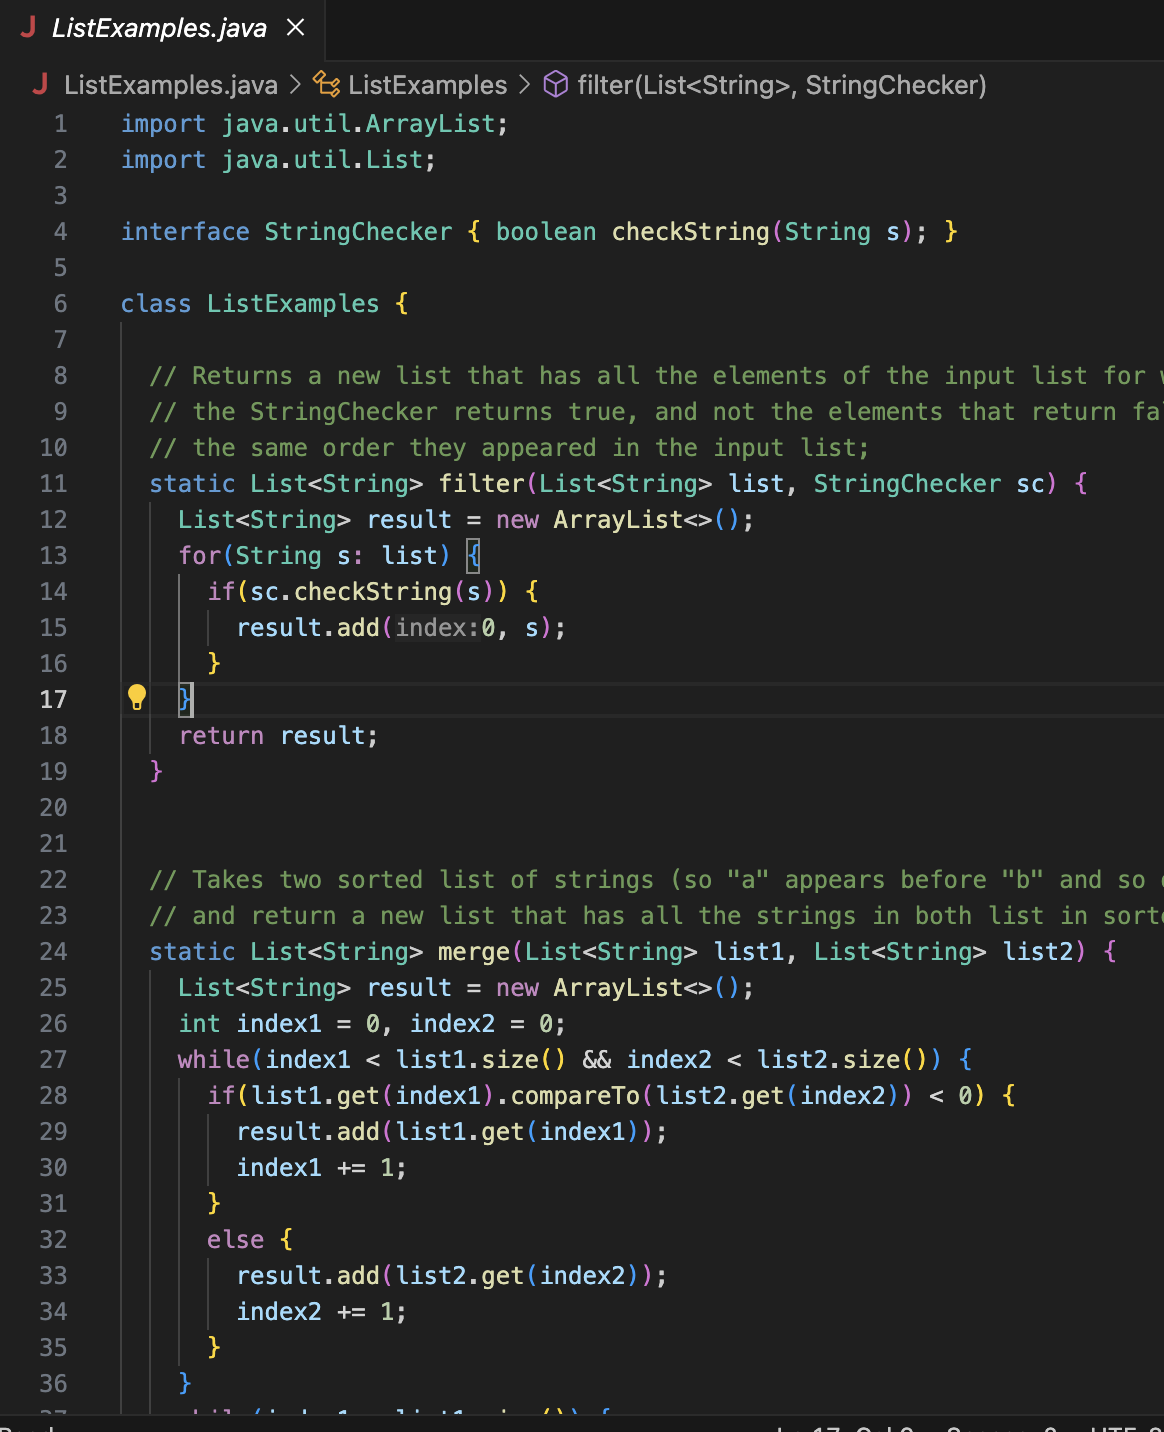 ListExamples.java
ListExamples.java > ListExamples > filter(List<String>, StringChecker)
1 import java.util.ArrayList;
2 import java.util.List;
3
4 interface StringChecker { boolean checkString(String s); }
5
6 class ListExamples {
7
8 // Returns a new list that has all the elements of the input list for
9 // the StringChecker returns true, and not the elements that return
10 // the same order they appeared in the input list;
11 static List<String> filter(List<String> list, StringChecker sc) {
12 List<String> result = new ArrayList<>();
13 for(String s: list) {
14 if(sc.checkString(s)) {
15 result.add(index:0, s);
16 }
17 }
18 return result;
19 }
20
21
22 // Takes two sorted list of strings (so "a" appears before "b" and so
23 // and return a new list that has all the strings in both list in
24 static List<String> merge(List<String> list1, List<String> list2) {
25 List<String> result = new ArrayList<>();
26 int index1 = 0, index2 = 0;
27 while(index1 < list1.size() && index2 < list2.size()) {
28 if(list1.get(index1).compareTo(list2.get(index2)) < 0) {
29 result.add(list1.get(index1));
30 index1 += 1;
31 }
32 else {
33 result.add(list2.get(index2));
34 index2 += 1;
35 }
36 }